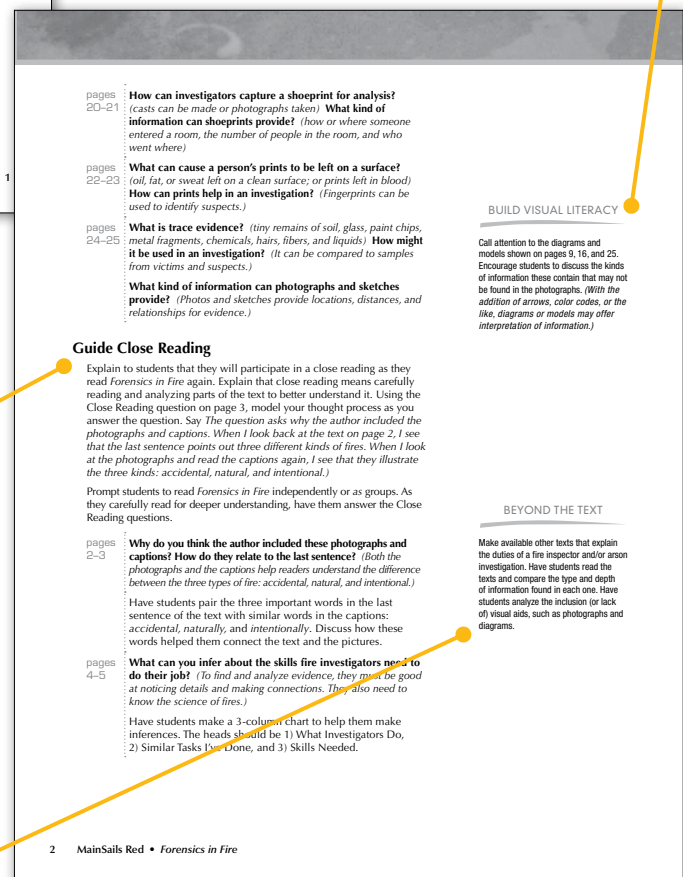 1
pages
20–21
How can investigators capture a shoeprint for analysis?
(casts can be made or photographs taken) What kind of
information can shoeprints provide? (how or where someone
entered a room, the number of people in the room, and who
went where)
pages
22–23
What can cause a person's prints to be left on a surface?
(oil, fat, or sweat left on a clean surface; or prints left in blood)
How can prints help in an investigation? (Fingerprints can be
used to identify suspects.)
pages
24–25
What is trace evidence? (tiny remains of soil, glass, paint chips,
metal fragments, chemicals, hairs, fibers, and liquids) How might
it be used in an investigation? (It can be compared to samples
from victims and suspects.)
What kind of information can photographs and sketches
provide? (Photos and sketches provide locations, distances, and
relationships for evidence.)
Guide Close Reading
Explain to students that they will participate in a close reading as they
read Forensics in Fire again. Explain that close reading means carefully
reading and analyzing parts of the text to better understand it. Using the
Close Reading question on page 3, model your thought process as you
answer the question. Say The question asks why the author included the
photographs and captions. When I look back at the text on page 2, I see
that the last sentence points out three different kinds of fires. When I look
at the photographs and read the captions again, I see that they illustrate
the three kinds: accidental, natural, and intentional.)
Prompt students to read Forensics in Fire independently or as groups. As
they carefully read for deeper understanding, have them answer the Close
Reading questions.
pages
2–3
Why do you think the author included these photographs and
captions? How do they relate to the last sentence? (Both the
photographs and the captions help readers understand the difference
between the three types of fire: accidental, natural, and intentional.)
Have students pair the three important words in the last
sentence of the text with similar words in the captions:
accidental, naturally, and intentionally. Discuss how these
words helped them connect the text and the pictures.
pages
4–5
What can you infer about the skills fire investigators need to
do their job? (To find and analyze evidence, they must be good
at noticing details and making connections. They also need to
know the science of fires.)
Have students make a 3-column chart to help them make
inferences. The heads should be 1) What Investigators Do,
2) Similar Tasks I've Done, and 3) Skills Needed.
BUILD VISUAL LITERACY
Call attention to the diagrams and
models shown on pages 9, 16, and 25.
Encourage students to discuss the kinds
of information these contain that may not
be found in the photographs. (With the
addition of arrows, color codes, or the
like, diagrams or models may offer
interpretation of information.)
BEYOND THE TEXT
Make available other texts that explain
the duties of a fire inspector and/or arson
investigation. Have students read the
texts and compare the type and depth
of information found in each one. Have
students analyze the inclusion (or lack
of) visual aids, such as photographs and
diagrams.
2 MainSails Red • Forensics in Fire